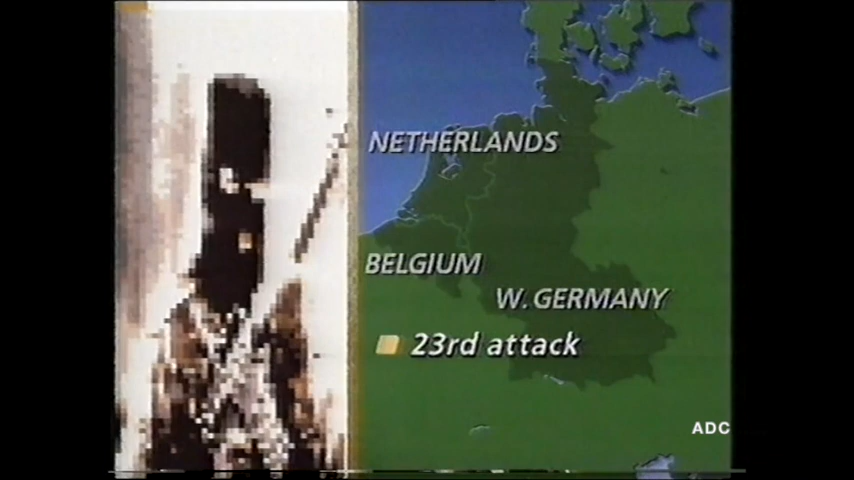 NETHERLANDS
BELGIUM
W. GERMANY
23rd attack
ADC